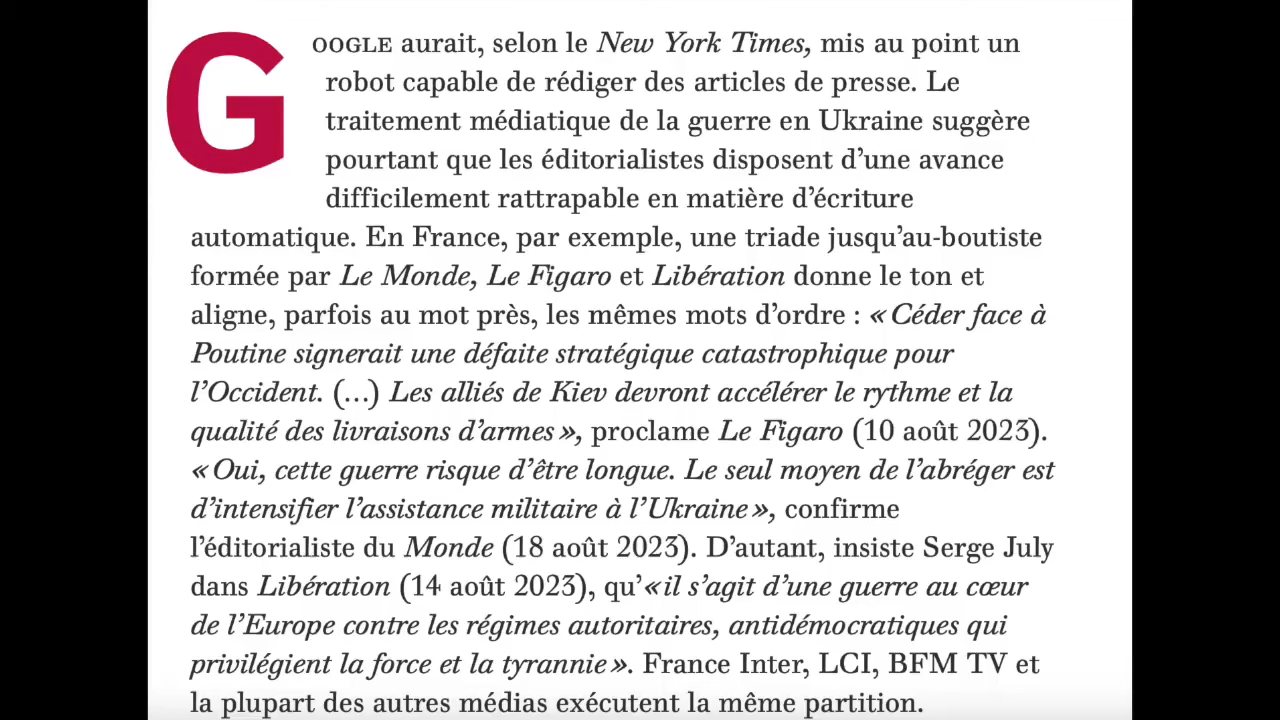 GOOGLE aurait, selon le New York Times, mis au point un
robot capable de rédiger des articles de presse. Le
traitement médiatique de la guerre en Ukraine suggère
pourtant que les éditorialistes disposent d’une avance
difficilement rattrapable en matière d’écriture
automatique. En France, par exemple, une triade jusqu’au-boutiste
formée par Le Monde, Le Figaro et Libération donne le ton et
aligne, parfois au mot près, les mêmes mots d’ordre : « Céder face à
Poutine signerait une défaite stratégique catastrophique pour
l’Occident. (…) Les alliés de Kiev devront accélérer le rythme et la
qualité des livraisons d’armes », proclame Le Figaro (10 août 2023).
« Oui, cette guerre risque d’être longue. Le seul moyen de l’abréger est
d’intensifier l’assistance militaire à l’Ukraine », confirme
l’éditorialiste du Monde (18 août 2023). D’autant, insiste Serge July
dans Libération (14 août 2023), qu’« il s’agit d’une guerre au cœur
de l’Europe contre les régimes autoritaires, antidémocratiques qui
privilégient la force et la tyrannie ». France Inter, LCI, BFM TV et
la plupart des autres médias exécutent la même partition.